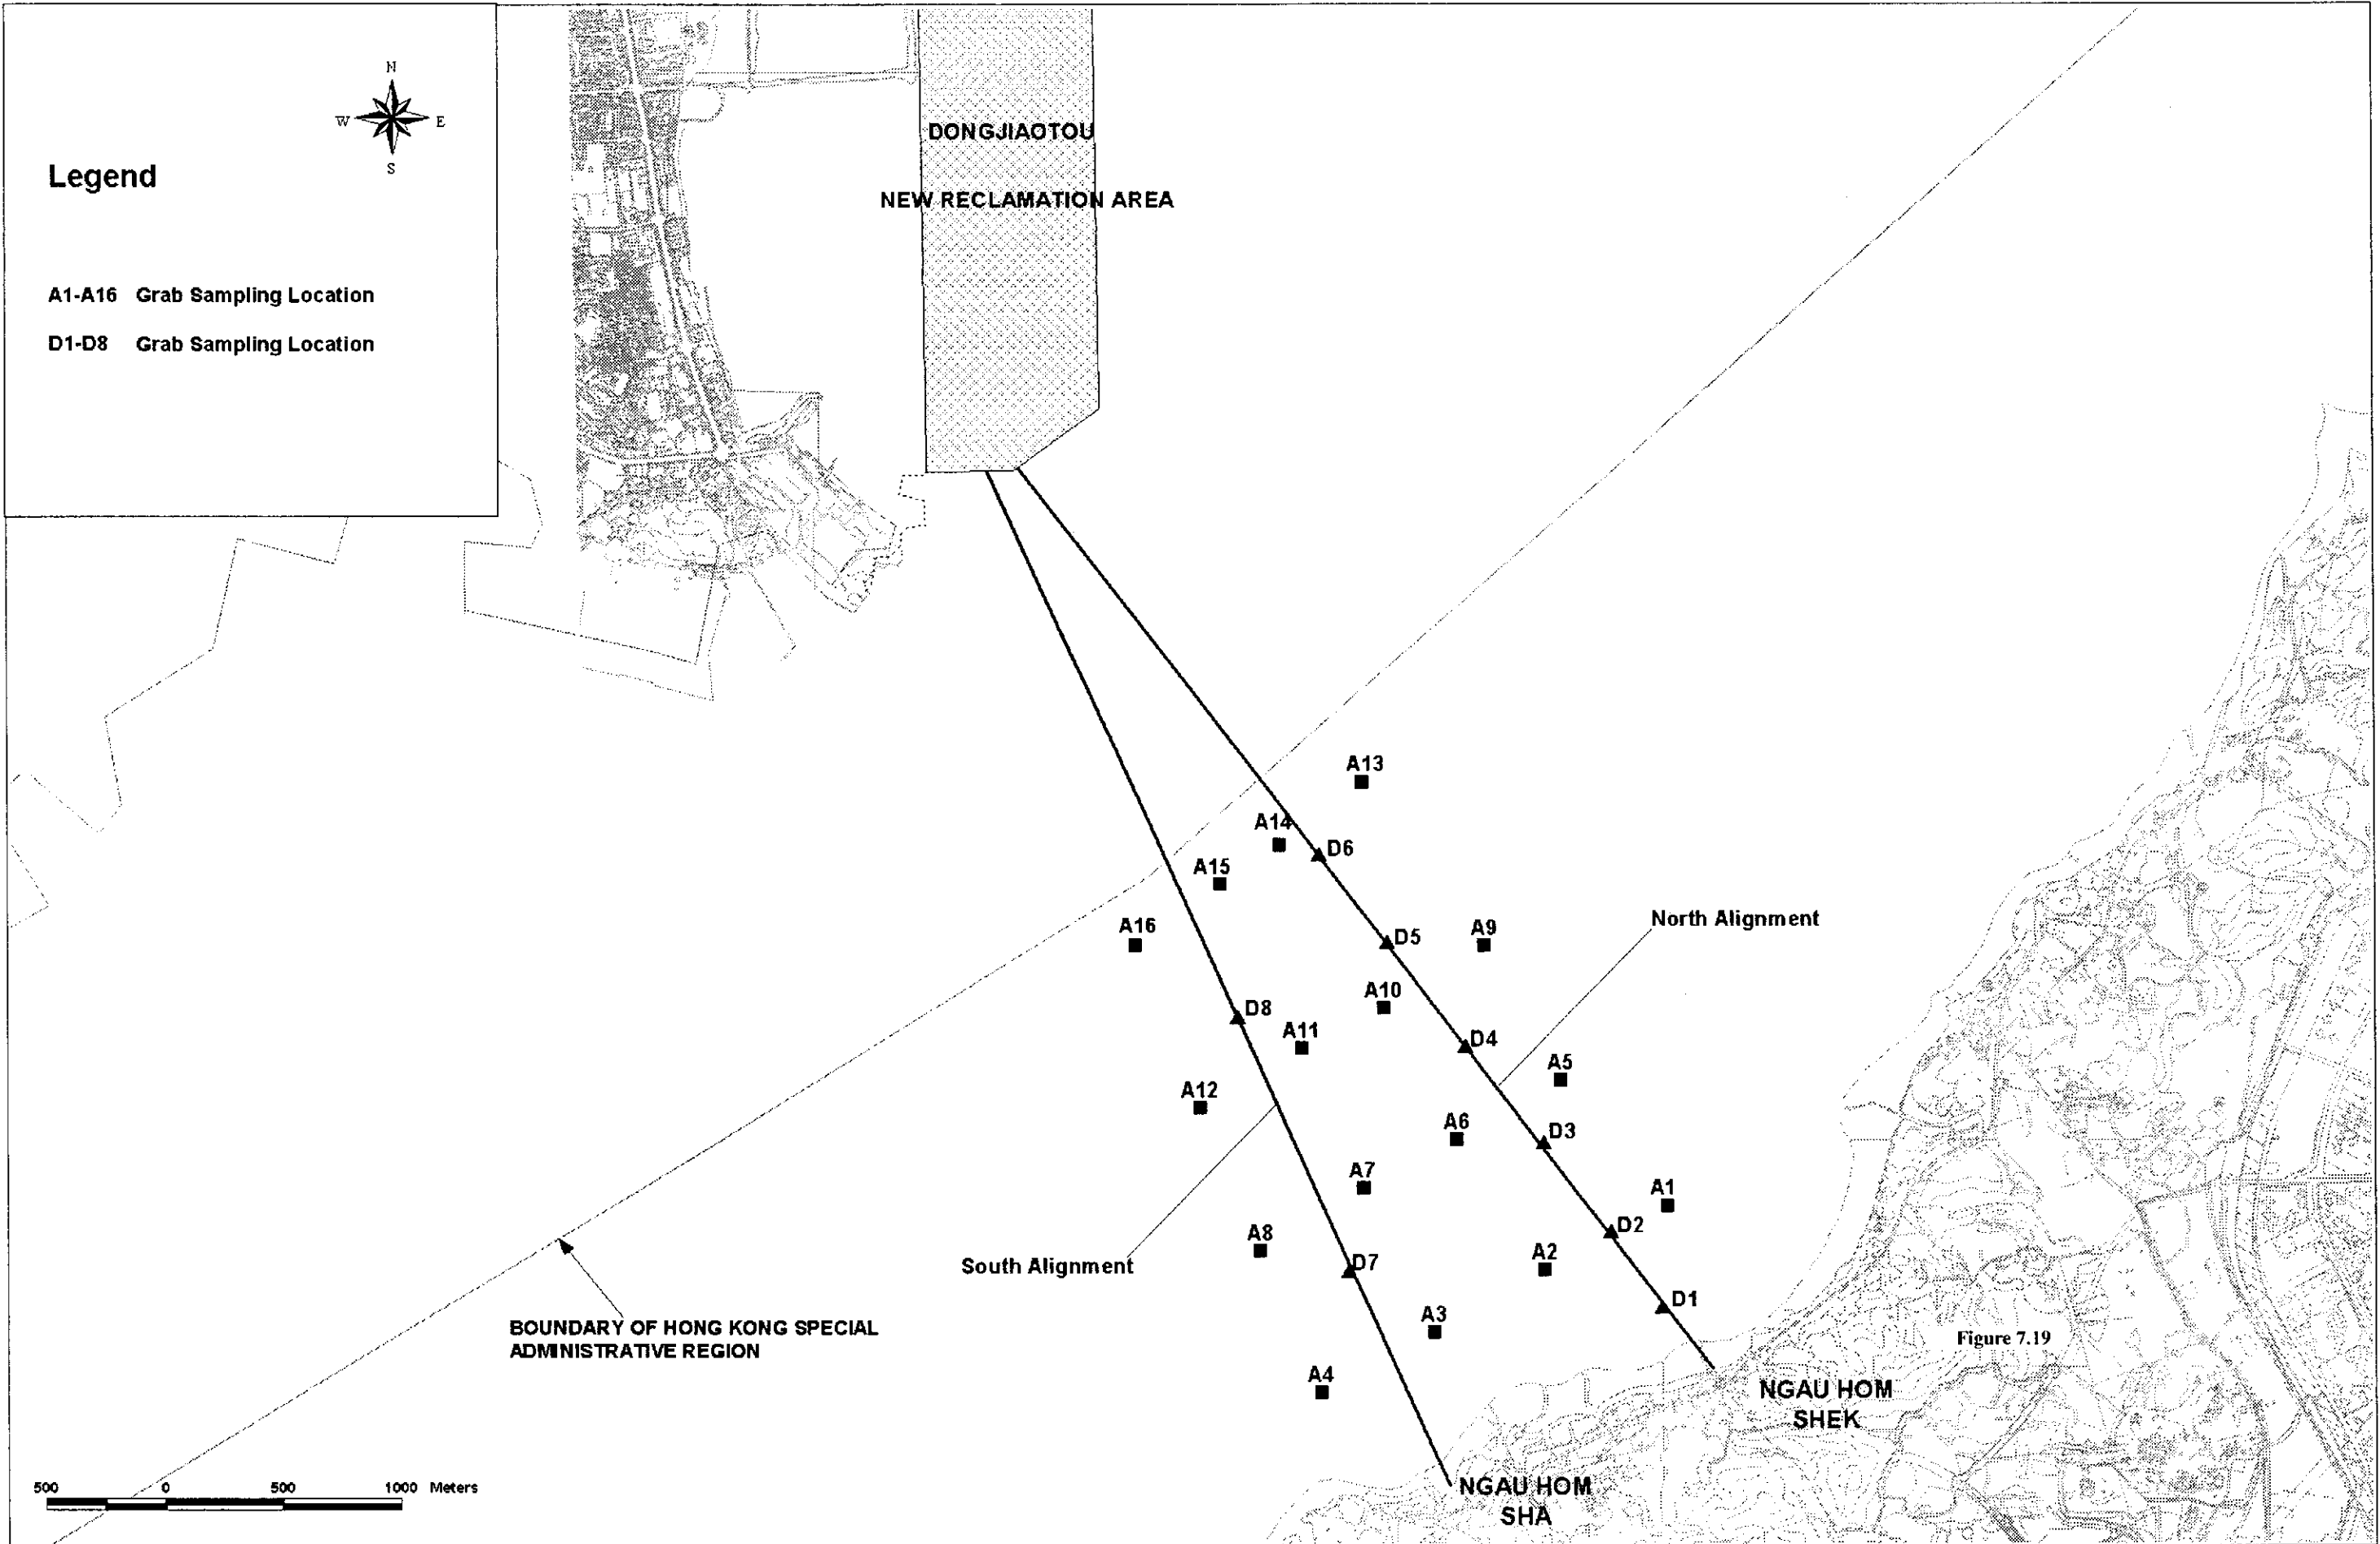 N
W E
S
Legend
A1-A16 Grab Sampling Location
D1-D8 Grab Sampling Location
DONGJIAOTOU
NEW RECLAMATION AREA
A13
A14
D6
A15
North Alignment
A16
D5
A9
A10
D8
A11
D4
A5
A12
A6
D3
A7
A1
D2
A8
A2
South Alignment
D7
D1
A3
BOUNDARY OF HONG KONG SPECIAL
ADMINISTRATIVE REGION
Figure 7.19
A4
NGAU HOM
SHEK
NGAU HOM
SHA
500 0 500 1000 Meters